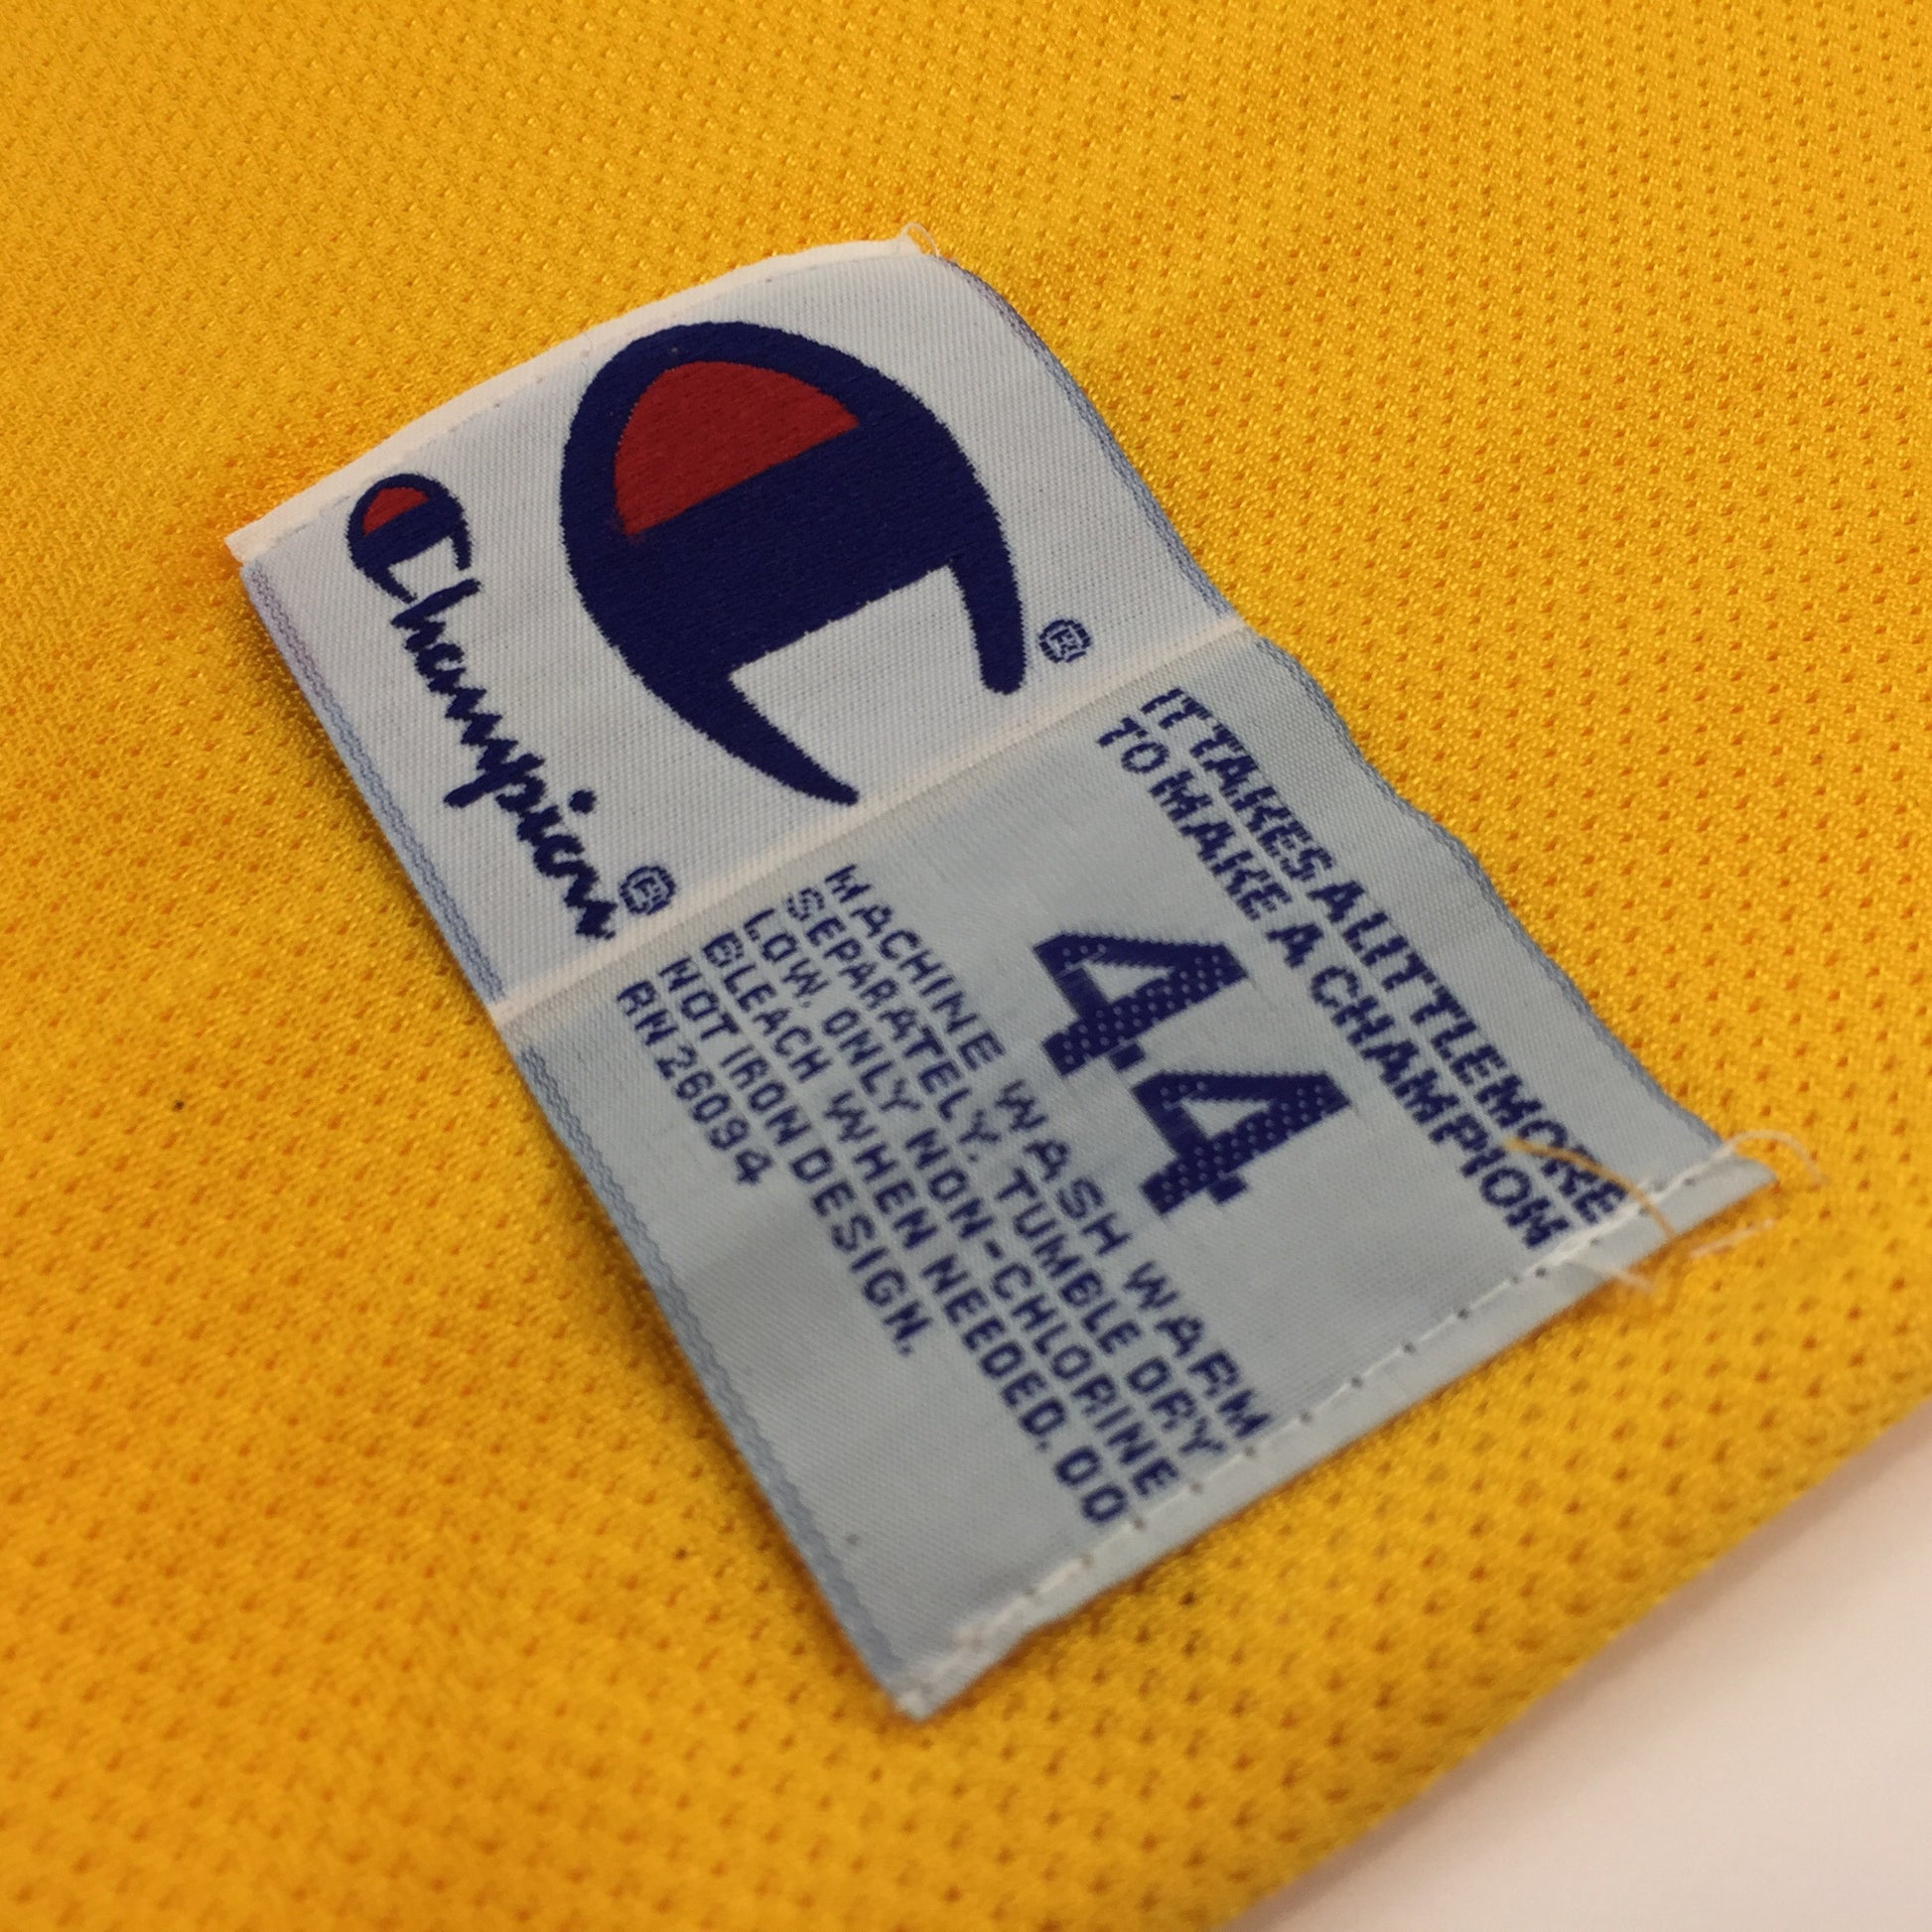 Champion®
®
IT TAKES A LITTLE MORE
TO MAKE A CHAMPION
44
MACHINE WASH WARM
SEPARATELY. TUMBLE DRY
LOW. ONLY NON-CHLORINE
BLEACH WHEN NEEDED. DO
NOT IRON DESIGN.
RN 26094